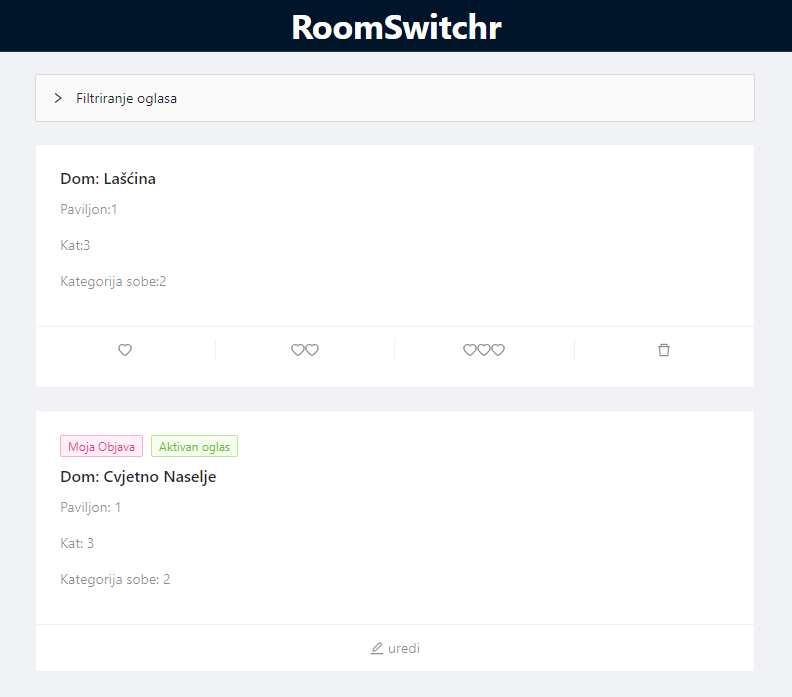 RoomSwitchr
Filtriranje oglasa
Dom: Lašćina
Paviljon:1
Kat:3
Kategorija sobe:2
Moja Objava Aktivan oglas
Dom: Cvjetno Naselje
Paviljon: 1
Kat: 3
Kategorija sobe: 2
uredi